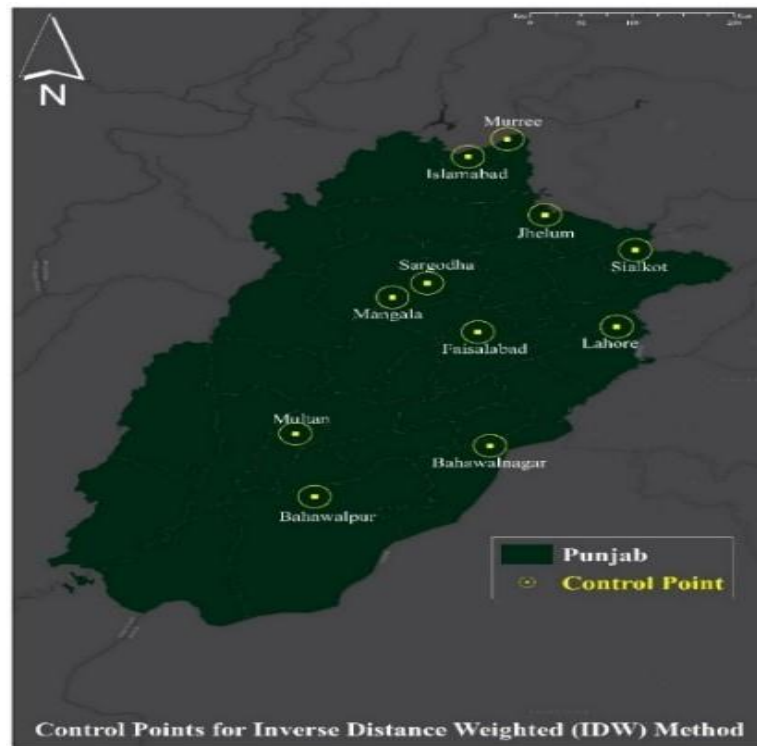 N
Murree
Islamabad
Jhelum
Sialkot
Sargodha
Mangala
Faisalabad
Lahore
Multan
Bahawalnagar
Bahawalpur
Punjab
Control Point
Control Points for Inverse Distance Weighted (IDW) Method